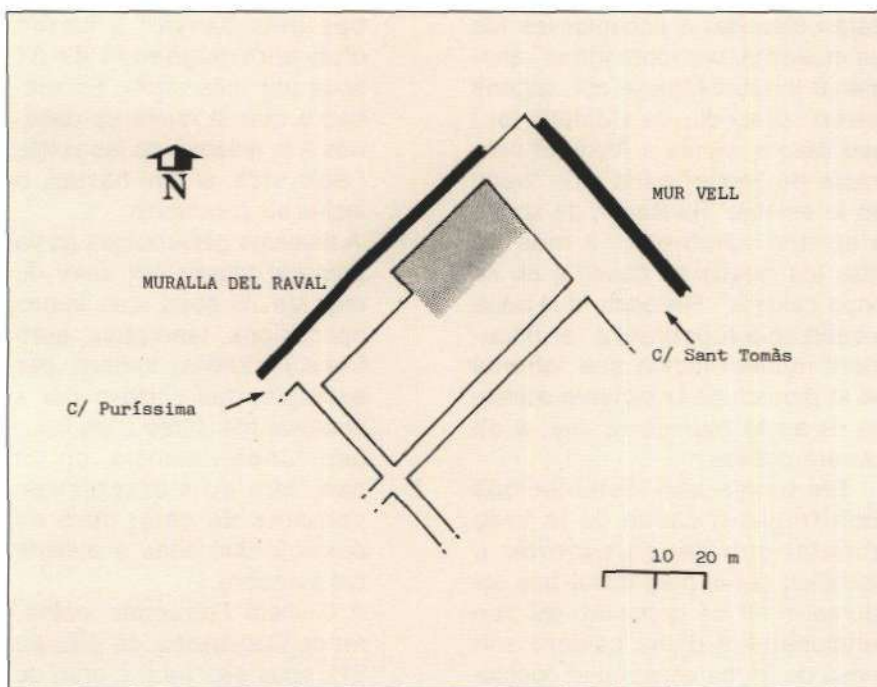 N
MUR VELL
MURALLA DEL RAVAL
C/ Sant Tomàs
C/ Puríssima
10 20 m